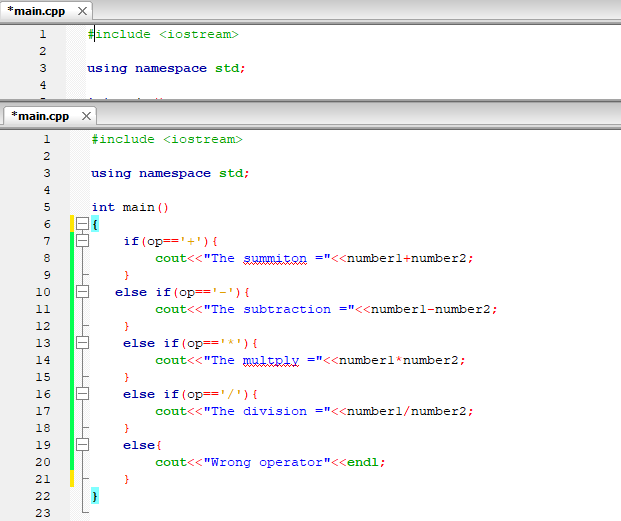 *main.cpp
1 #include <iostream>
2
3 using namespace std;
4
*main.cpp
1 #include <iostream>
2
3 using namespace std;
4
5 int main()
6 {
7 if(op=='+'){
8 cout<<"The summiton ="<<number1+number2;
9 }
10 else if(op=='-'){
11 cout<<"The subtraction ="<<number1-number2;
12 }
13 else if(op=='*'){
14 cout<<"The multply ="<<number1*number2;
15 }
16 else if(op=='/'){
17 cout<<"The division ="<<number1/number2;
18 }
19 else{
20 cout<<"Wrong operator"<<endl;
21 }
22 }
23